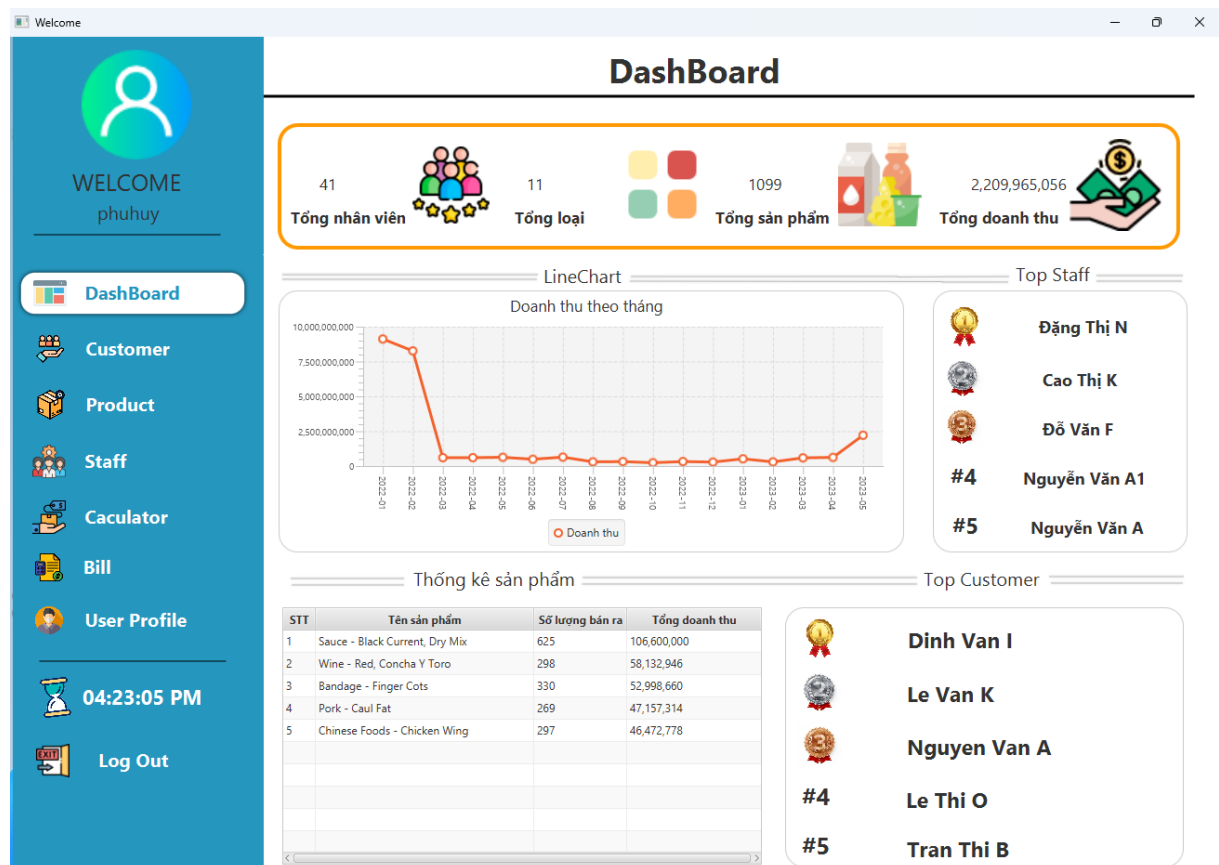 Welcome
DashBoard
WELCOME
phuhuy
DashBoard
Customer
Product
Staff
Caculator
Bill
User Profile
04:23:05 PM
EXIT
Log Out
41
Tổng nhân viên
11
Tổng loại
1099
Tổng sản phẩm
2,209,965,056
Tổng doanh thu
LineChart
Doanh thu theo tháng
10,000,000,000
7,500,000,000
5,000,000,000
2,500,000,000
0
2022-01
2022-02
2022-03
2022-04
2022-05
2022-06
2022-07
2022-08
2022-09
2022-10
2022-11
2022-12
2023-01
2023-02
2023-03
2023-04
2023-05
Doanh thu
Top Staff
1 Đặng Thị N
2 Cao Thị K
3 Đỗ Văn F
#4 Nguyễn Văn A1
#5 Nguyễn Văn A
Thống kê sản phẩm
STT Tên sản phẩm Số lượng bán ra Tổng doanh thu
1 Sauce - Black Current, Dry Mix 625 106,600,000
2 Wine - Red, Concha Y Toro 298 58,132,946
3 Bandage - Finger Cots 330 52,998,660
4 Pork - Caul Fat 269 47,157,314
5 Chinese Foods - Chicken Wing 297 46,472,778
Top Customer
1 Dinh Van I
2 Le Van K
3 Nguyen Van A
#4 Le Thi O
#5 Tran Thi B